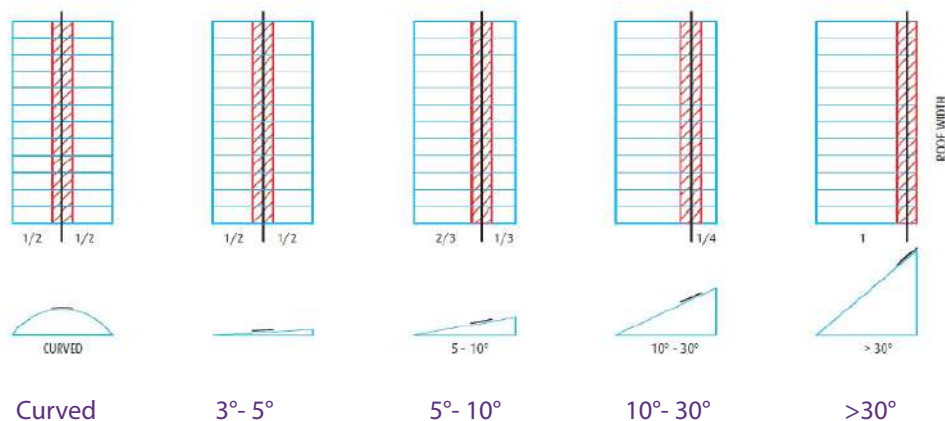 ROOF WIDTH
1/2 1/2
1/2 1/2
2/3 1/3
1/4
1
CURVED
5 - 10°
10° - 30°
> 30°
Curved
3°- 5°
5°- 10°
10°- 30°
>30°